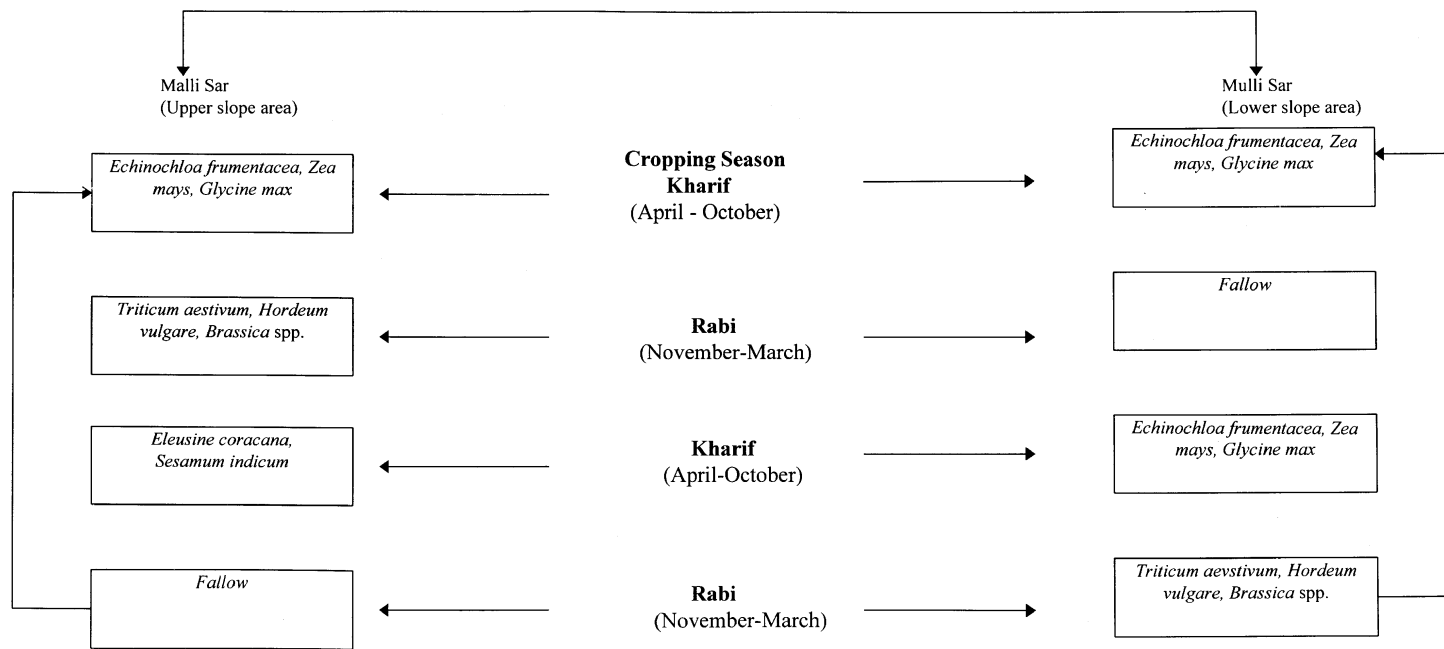 Malli Sar
(Upper slope area)
Mulli Sar
(Lower slope area)
Echinochloa frumentacea, Zea
mays, Glycine max
Cropping Season
Kharif
(April - October)
Echinochloa frumentacea, Zea
mays, Glycine max
Triticum aestivum, Hordeum
vulgare, Brassica spp.
Rabi
(November-March)
Fallow
Eleusine coracana,
Sesamum indicum
Kharif
(April-October)
Echinochloa frumentacea, Zea
mays, Glycine max
Fallow
Rabi
(November-March)
Triticum aevstivum, Hordeum
vulgare, Brassica spp.